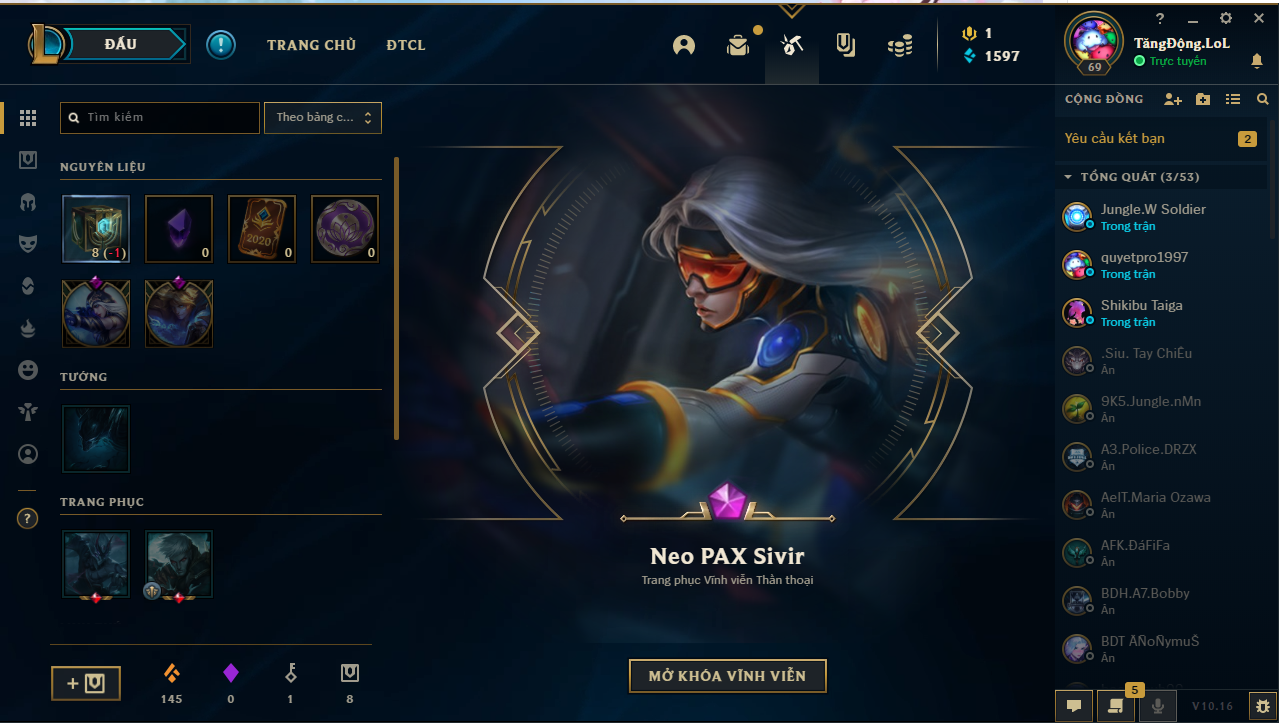 ĐẤU
TRANG CHỦ
ĐTCL
1
1597
69
TăngĐộng.LoL
Trực tuyến
CỘNG ĐỒNG
Yêu cầu kết bạn
2
TỔNG QUÁT (3/53)
Jungle.W Soldier
Trong trận
quyetpro1997
Trong trận
Shikibu Taiga
Trong trận
.Siu. Tay ChiÊu
Ẩn
9K5.Jungle.nMn
Ẩn
A3.Police.DRZX
Ẩn
AeIT.Maria Ozawa
Ẩn
AFK.ĐáFiFa
Ẩn
BDH.A7.Bobby
Ẩn
BDT ÄÑoÑymuŠ
Ẩn
5
V10.16
Tìm kiếm
Theo bảng c...
NGUYÊN LIỆU
8 (-1)
0
2020
0
0
TƯỚNG
TRANG PHỤC
145
0
1
8
Neo PAX Sivir
Trang phục Vĩnh viễn Thần thoại
MỞ KHÓA VĨNH VIỄN